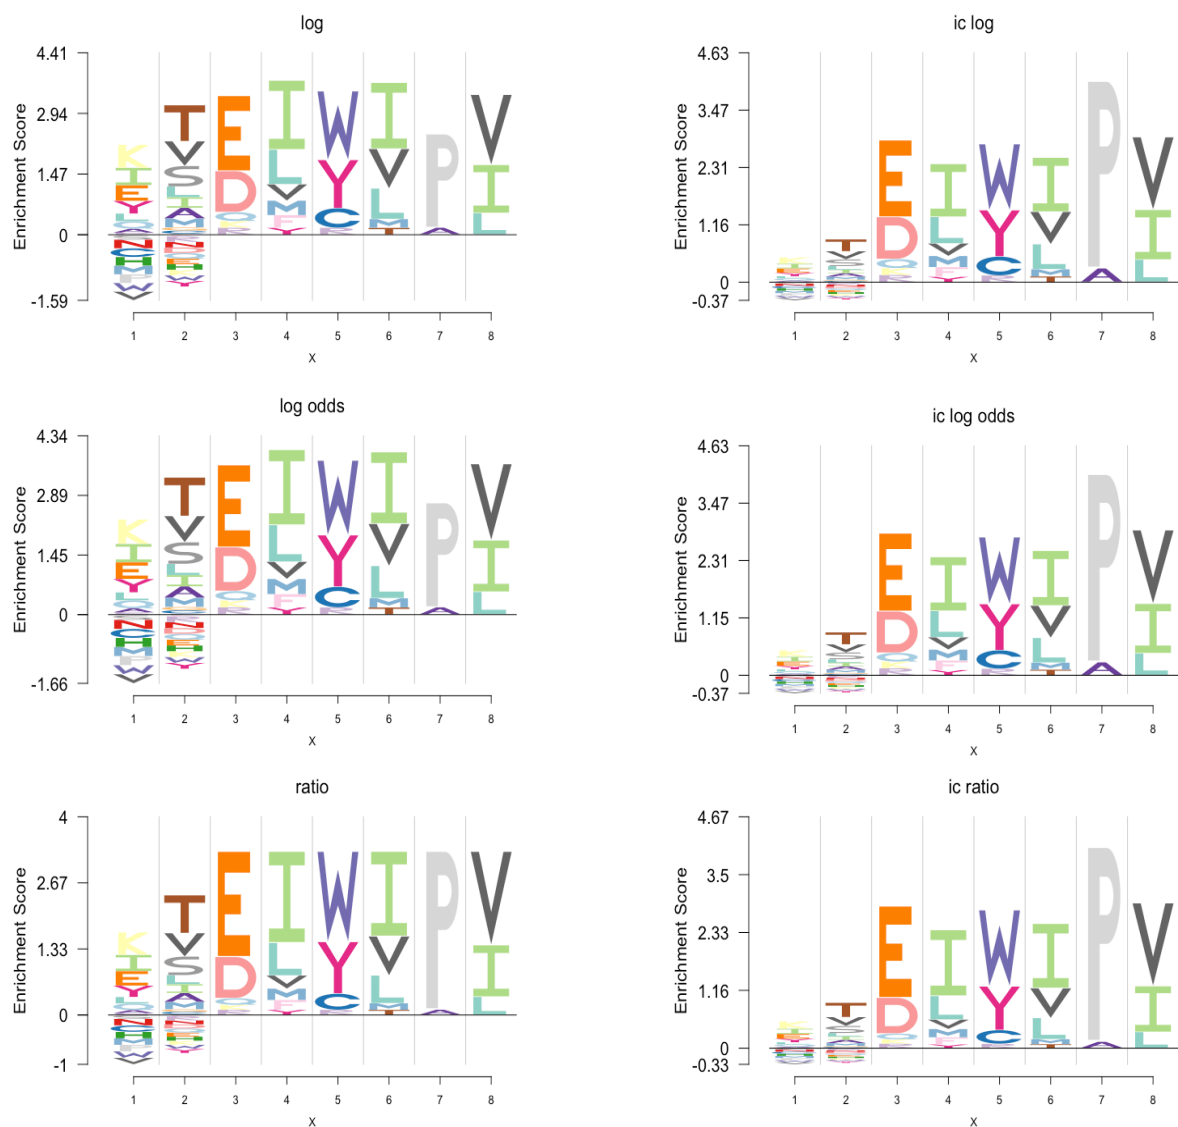 log
4.41
2.94
1.47
0
-1.59
Enrichment Score
K I E Y L Q A
T V S L I A M
E D Q
I L V M F Y
W Y C R
I V L M T
P A
V I L
1 2 3 4 5 6 7 8
X
ic log
4.63
3.47
2.31
1.16
0
-0.37
Enrichment Score
T V
E D Q
I L V M F Y
W Y C R
I V L M T
P A
V I L
1 2 3 4 5 6 7 8
X
log odds
4.34
2.89
1.45
0
-1.66
Enrichment Score
K I E Y L Q A
T V S L I A M
E D Q
I L V M F Y
W Y C R
I V L M T
P A
V I L
1 2 3 4 5 6 7 8
X
ic log odds
4.63
3.47
2.31
1.15
0
-0.37
Enrichment Score
T V
E D Q
I L V M F Y
W Y C R
I V L M T
P A
V I L
1 2 3 4 5 6 7 8
X
ratio
4
2.67
1.33
0
-1
Enrichment Score
K I E Y L Q A
T V S L I A M
E D Q
I L V M F Y
W Y C R
I V L M T
P A
V I L
1 2 3 4 5 6 7 8
X
ic ratio
4.67
3.5
2.33
1.16
0
-0.33
Enrichment Score
T V
E D Q
I L V M F Y
W Y C R
I V L M T
P A
V I L
1 2 3 4 5 6 7 8
X